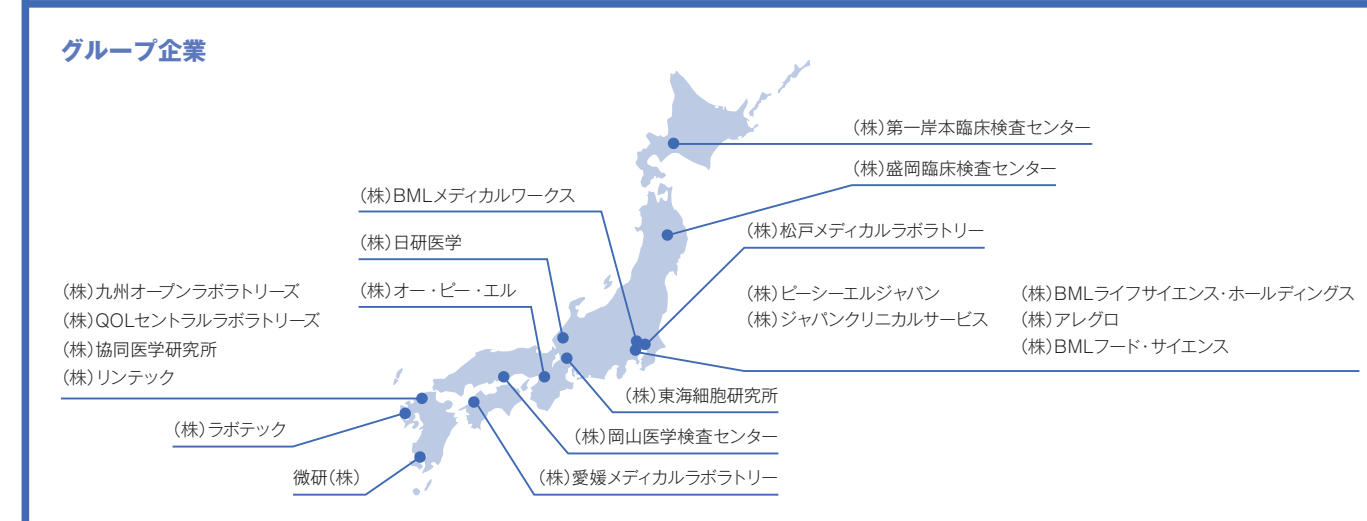 グループ企業
(株)第一岸本臨床検査センター
(株)盛岡臨床検査センター
(株)BMLメディカルワークス
(株)松戸メディカルラボラトリー
(株)日研医学
(株)オー・ピー・エル
(株)ピーシーエルジャパン
(株)ジャパンクリニカルサービス
(株)BMLライフサイエンス・ホールディングス
(株)アレグロ
(株)BMLフード・サイエンス
(株)九州オープンラボラトリーズ
(株)QOLセントラルラボラトリーズ
(株)協同医学研究所
(株)リンテック
(株)東海細胞研究所
(株)ラボテック
(株)岡山医学検査センター
微研(株)
(株)愛媛メディカルラボラトリー